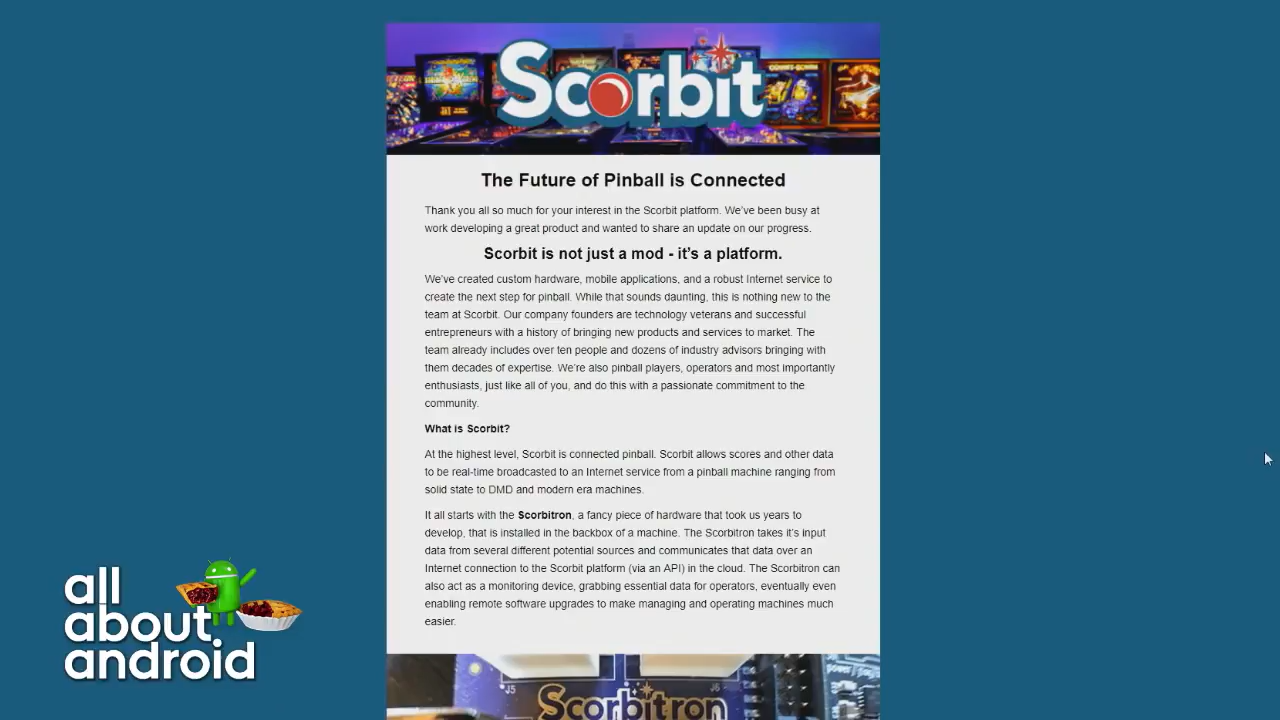 Scorbit
The Future of Pinball is Connected
Thank you all so much for your interest in the Scorbit platform. We've been busy at
work developing a great product and wanted to share an update on our progress.
Scorbit is not just a mod - it's a platform.
We've created custom hardware, mobile applications, and a robust Internet service to
create the next step for pinball. While that sounds daunting, this is nothing new to the
team at Scorbit. Our company founders are technology veterans and successful
entrepreneurs with a history of bringing new products and services to market. The
team already includes over ten people and dozens of industry advisors bringing with
them decades of expertise. We're also pinball players, operators and most importantly
enthusiasts, just like all of you, and do this with a passionate commitment to the
community.
What is Scorbit?
At the highest level, Scorbit is connected pinball. Scorbit allows scores and other data
to be real-time broadcasted to an Internet service from a pinball machine ranging from
solid state to DMD and modern era machines.
It all starts with the Scorbitron, a fancy piece of hardware that took us years to
develop, that is installed in the backbox of a machine. The Scorbitron takes it's input
data from several different potential sources and communicates that data over an
Internet connection to the Scorbit platform (via an API) in the cloud. The Scorbitron can
also act as a monitoring device, grabbing essential data for operators, eventually even
enabling remote software upgrades to make managing and operating machines much
easier.
J5
J6
Scorbitron
all
about
android